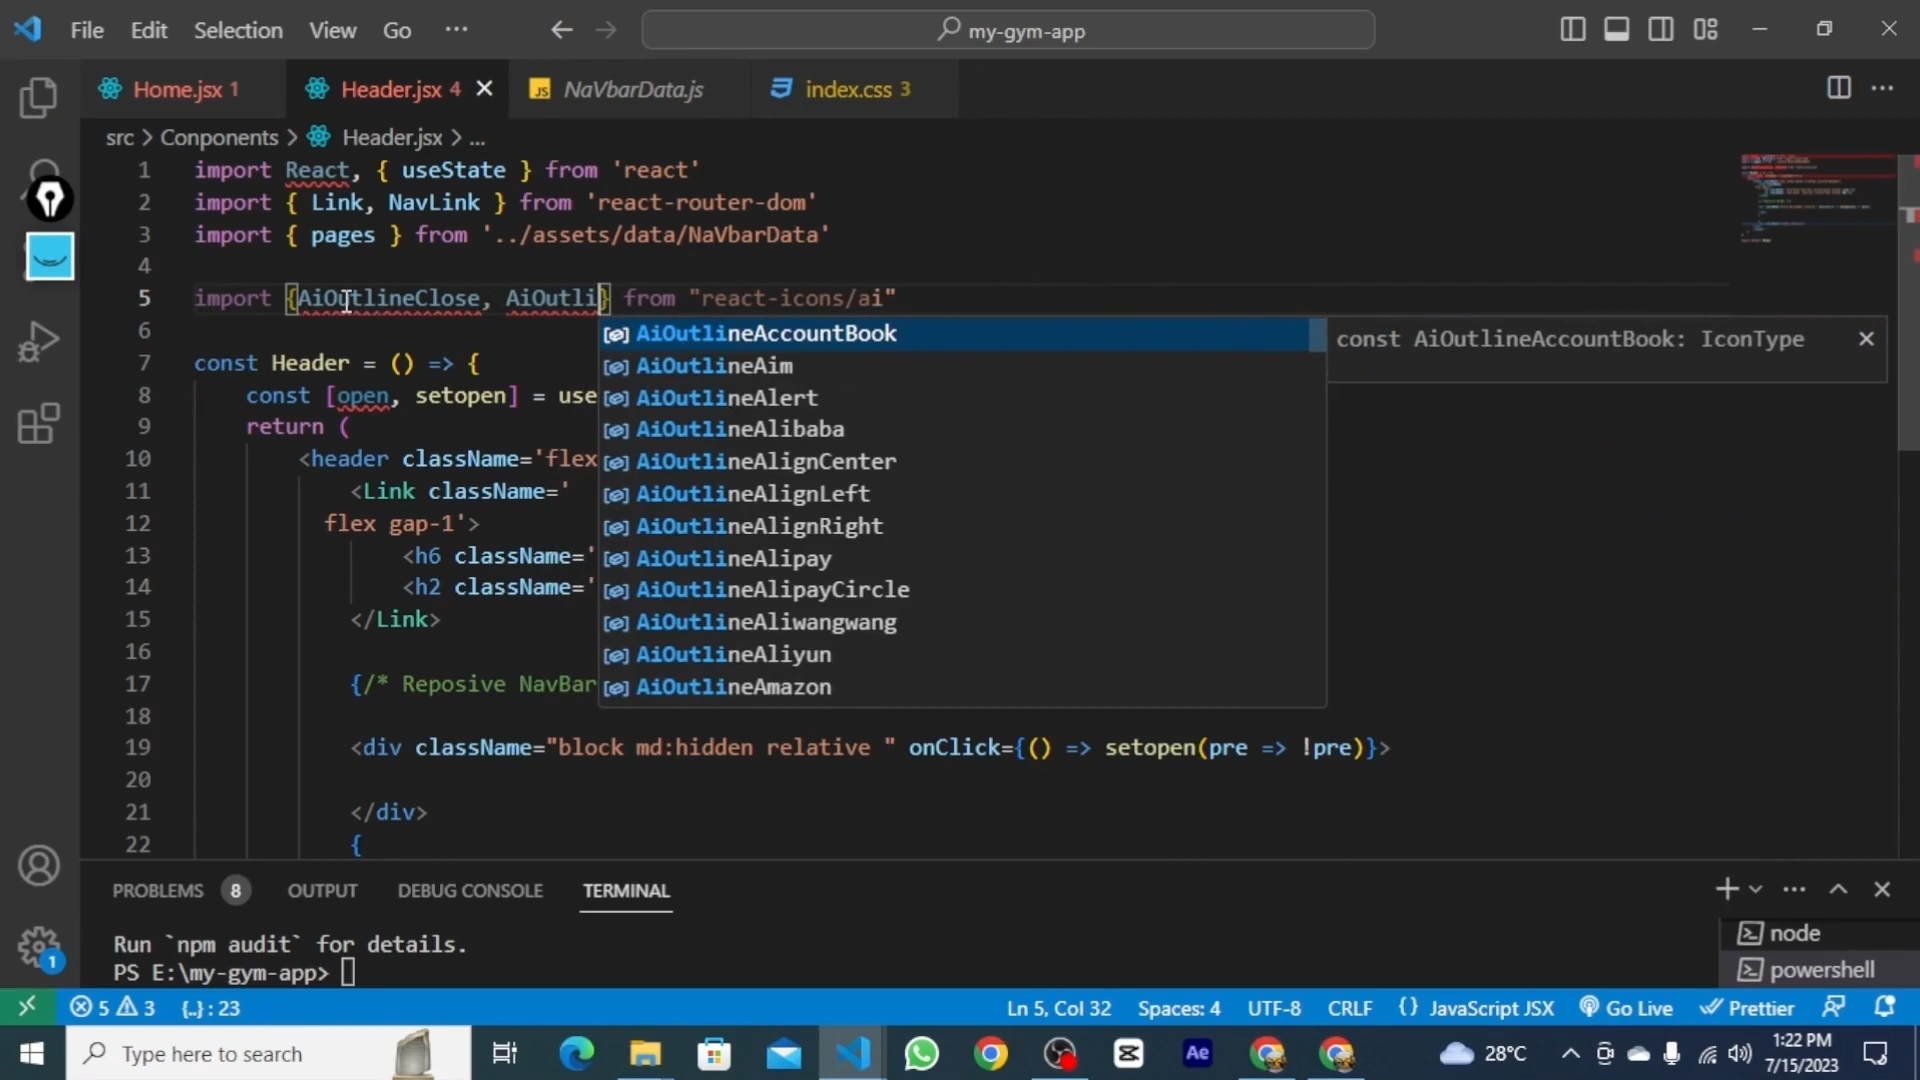 File Edit Selection View Go ···
my-gym-app
Home.jsx 1
Header.jsx 4
NaVbarData.js
index.css 3
src > Conponents > Header.jsx > ...
1 import React, { useState } from 'react'
2 import { Link, NavLink } from 'react-router-dom'
3 import { pages } from '../assets/data/NaVbarData'
4
5 import {AiOutlineClose, AiOutli} from "react-icons/ai"
6
7 const Header = () => {
8 const [open, setopen] = use
9 return (
10 <header className='flex
11 <Link className='
12 flex gap-1'>
13 <h6 className='
14 <h2 className='
15 </Link>
16
17 {/* Reposive NavBar
18
19 <div className="block md:hidden relative " onClick={() => setopen(pre => !pre)}>
20
21 </div>
22 {
AiOutlineAccountBook
AiOutlineAim
AiOutlineAlert
AiOutlineAlibaba
AiOutlineAlignCenter
AiOutlineAlignLeft
AiOutlineAlignRight
AiOutlineAlipay
AiOutlineAlipayCircle
AiOutlineAliwangwang
AiOutlineAliyun
AiOutlineAmazon
const AiOutlineAccountBook: IconType
PROBLEMS 8 OUTPUT DEBUG CONSOLE TERMINAL
Run `npm audit` for details.
PS E:\my-gym-app>
node
powershell
1
5 3 {..} : 23
Ln 5, Col 32 Spaces: 4 UTF-8 CRLF {} JavaScript JSX Go Live Prettier
Type here to search
Ae
28°C
1:22 PM
7/15/2023